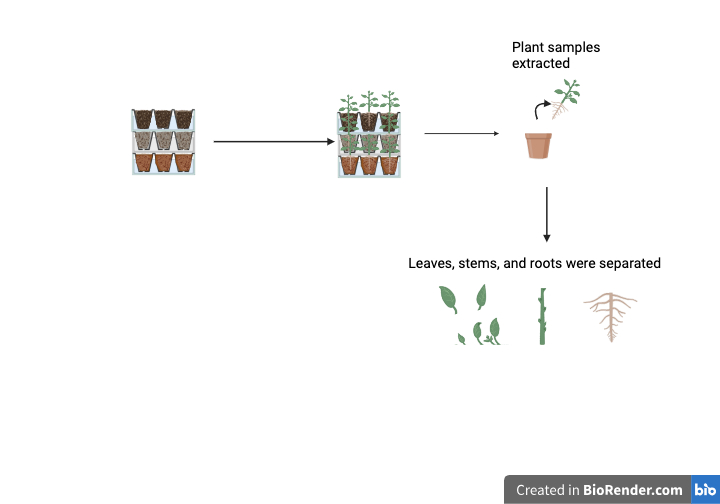 Plant samples
extracted
Leaves, stems, and roots were separated
Created in BioRender.com bio